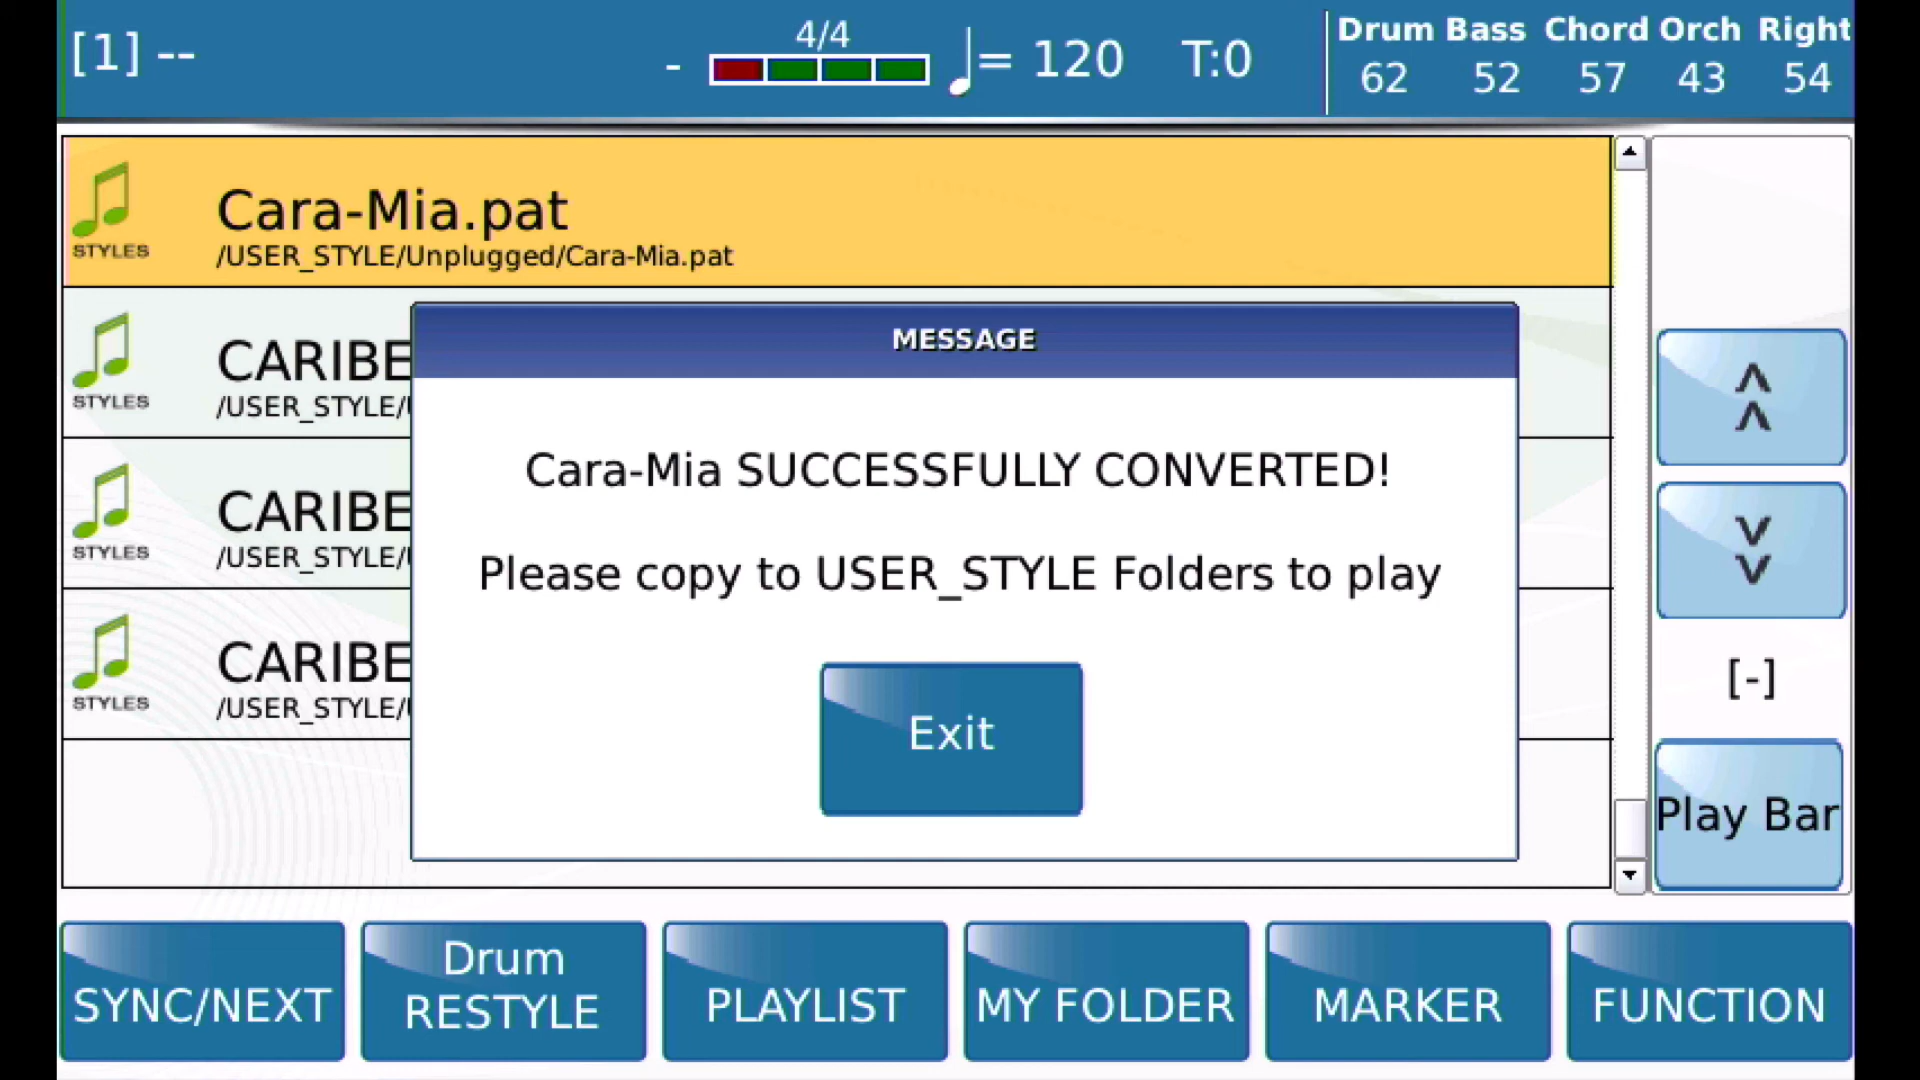 [1] --
-
4/4
= 120
T:0
Drum Bass Chord Orch Right
62 52 57 43 54
Cara-Mia.pat
/USER_STYLE/Unplugged/Cara-Mia.pat
STYLES
CARIBE
/USER_STYLE/
STYLES
CARIBE
/USER_STYLE/
STYLES
CARIBE
/USER_STYLE/
STYLES
MESSAGE
Cara-Mia SUCCESSFULLY CONVERTED!
Please copy to USER_STYLE Folders to play
Exit
[-]
Play Bar
SYNC/NEXT
Drum
RESTYLE
PLAYLIST
MY FOLDER
MARKER
FUNCTION